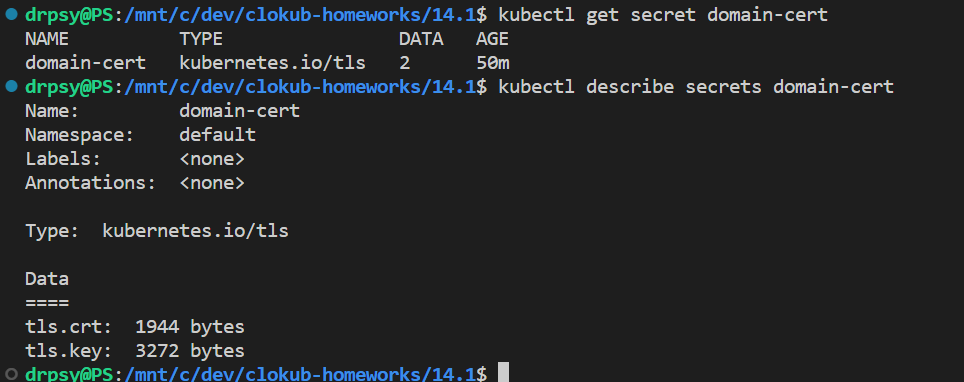 drpsy@PS:/mnt/c/dev/clokub-homeworks/14.1$ kubectl get secret domain-cert
NAME          TYPE                DATA   AGE
domain-cert   kubernetes.io/tls   2      50m
drpsy@PS:/mnt/c/dev/clokub-homeworks/14.1$ kubectl describe secrets domain-cert
Name:         domain-cert
Namespace:    default
Labels:       <none>
Annotations:  <none>

Type:  kubernetes.io/tls

Data
====
tls.crt:  1944 bytes
tls.key:  3272 bytes
drpsy@PS:/mnt/c/dev/clokub-homeworks/14.1$